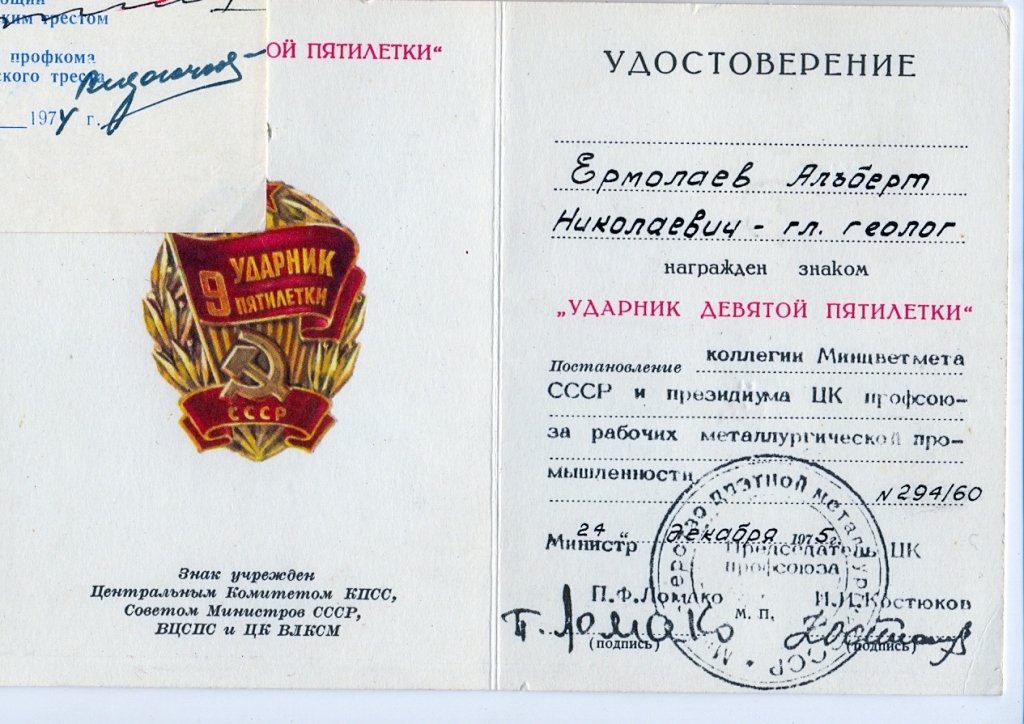 ким трестом
профкома
ского треста
1974 г.
ОЙ ПЯТИЛЕТКИ“
9 УДАРНИК
ПЯТИЛЕТКИ
СССР
Знак учрежден
Центральным Комитетом КПСС,
Советом Министров СССР,
ВЦСПС и ЦК ВЛКСМ
УДОСТОВЕРЕНИЕ
Ермолаев Альберт
Николаевич - гл. геолог
награжден знаком
„УДАРНИК ДЕВЯТОЙ ПЯТИЛЕТКИ“
Постановление коллегии Минцветмета
СССР и президиума ЦК профсою-
за рабочих металлургической про-
мышленности
N 294/60
24 " декабря 1975 г.
Министр Председатель ЦК
профсоюза
П.Ф.Ломако И.И.Костюков
М. П.
П. Ломако
(подпись) (подпись)